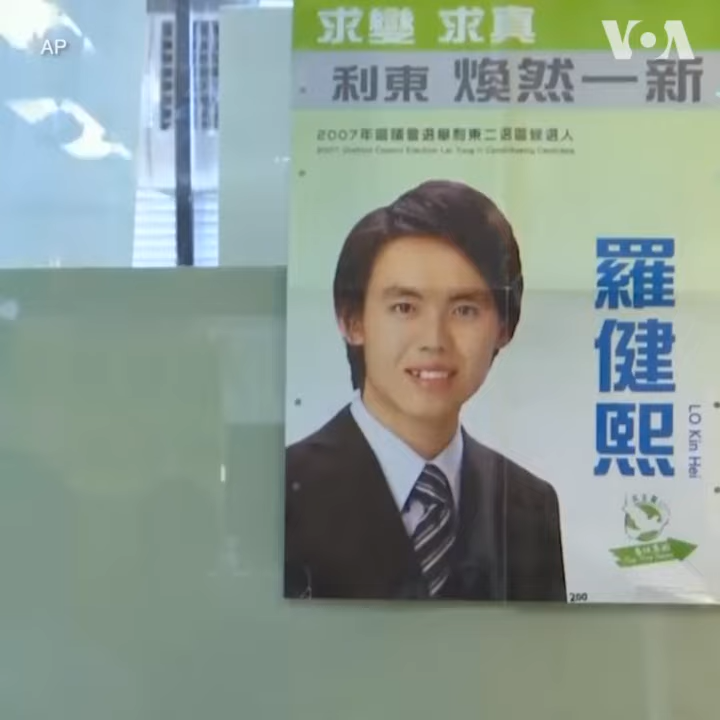 AP
VOA
求變 求真
利東 煥然一新
2007年區議會選舉利東二選區候選人
2007 District Council Election Lei Tung II Constituency Candidate
羅健熙
LO Kin Hei
200